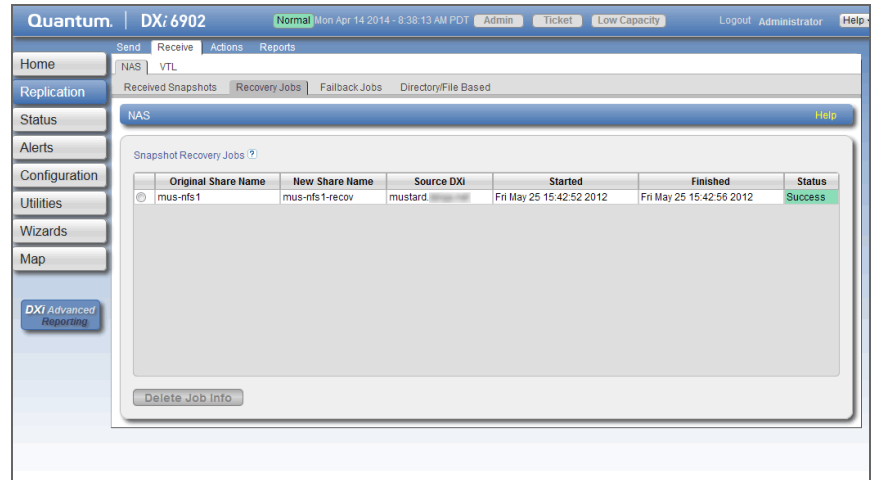 Quantum. DXi 6902 Normal Mon Apr 14 2014 - 8:38:13 AM PDT Admin Ticket Low Capacity Logout Administrator Help
Send Receive Actions Reports
Home
NAS VTL
Replication
Received Snapshots Recovery Jobs Failback Jobs Directory/File Based
Status
NAS Help
Alerts
Snapshot Recovery Jobs ?
Configuration
Original Share Name New Share Name Source DXi Started Finished Status
Utilities
mus-nfs1 mus-nfs1-recov mustard. Fri May 25 15:42:52 2012 Fri May 25 15:42:56 2012 Success
Wizards
Map
DXi Advanced
Reporting
Delete Job Info